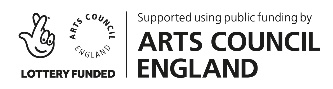 ARTS COUNCIL
ENGLAND
LOTTERY FUNDED
Supported using public funding by
ARTS COUNCIL
ENGLAND